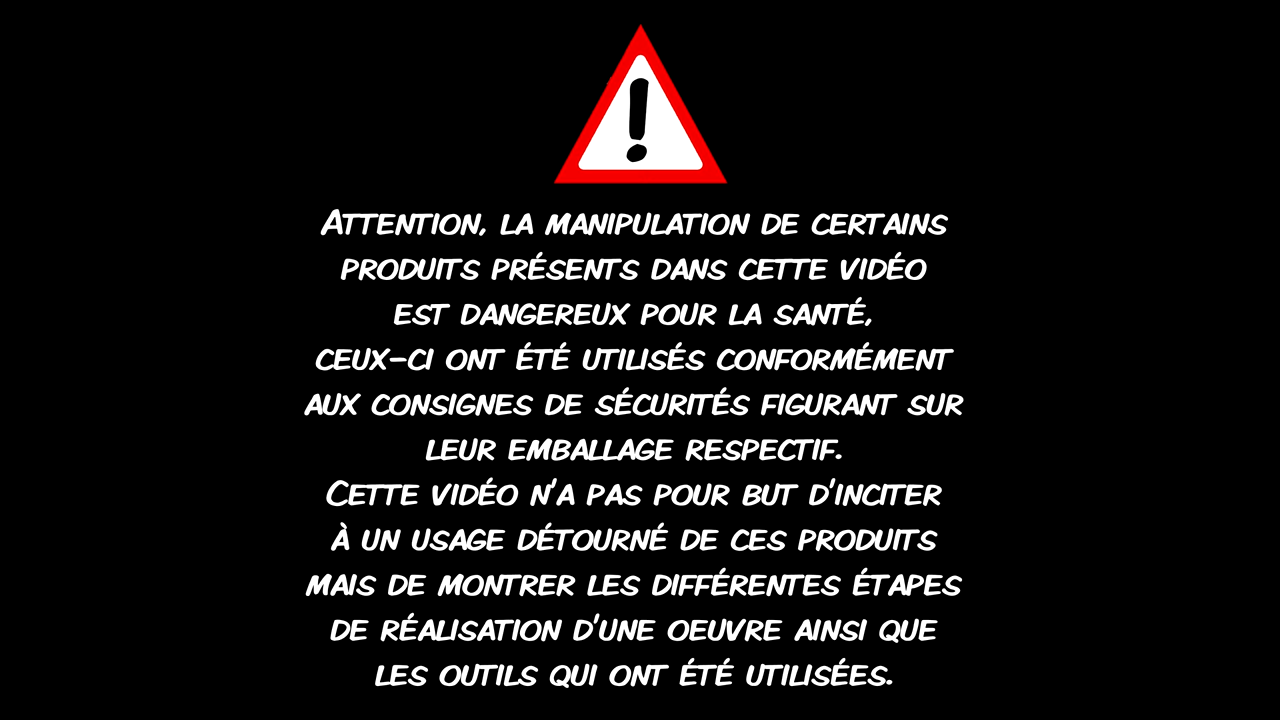 !
Attention, la manipulation de certains
produits présents dans cette vidéo
est dangereux pour la santé,
ceux-ci ont été utilisés conformément
aux consignes de sécurités figurant sur
leur emballage respectif.
Cette vidéo n'a pas pour but d'inciter
à un usage détourné de ces produits
mais de montrer les différentes étapes
de réalisation d'une oeuvre ainsi que
les outils qui ont été utilisées.